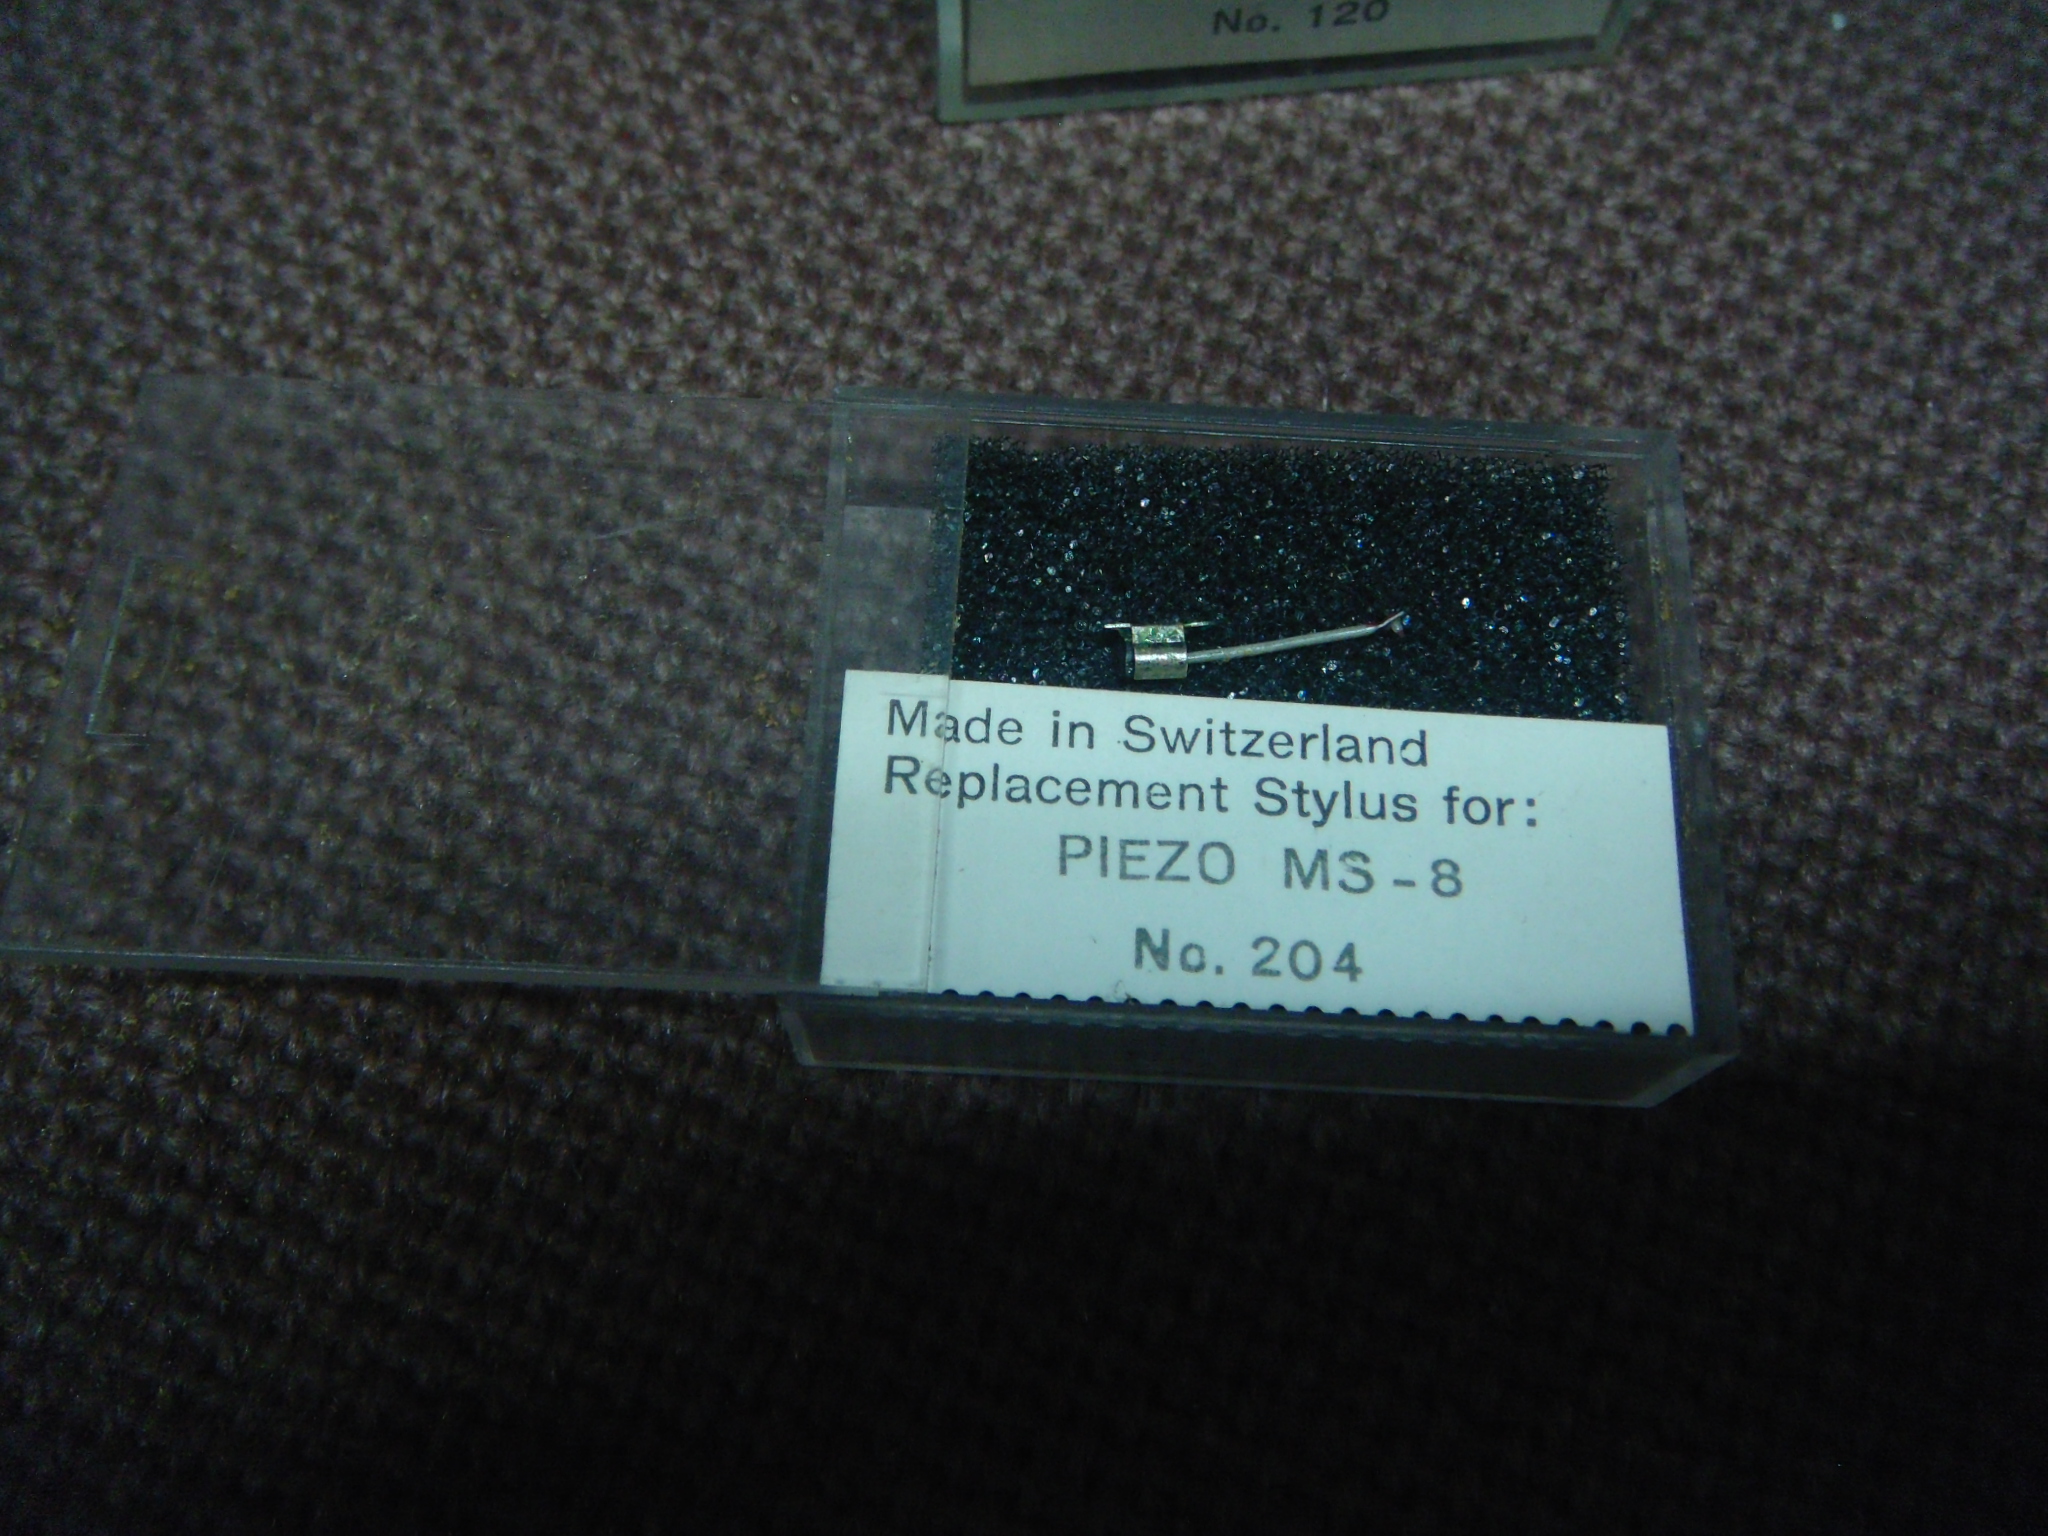 No. 120
Made in Switzerland
Replacement Stylus for:
PIEZO MS-8
No. 204